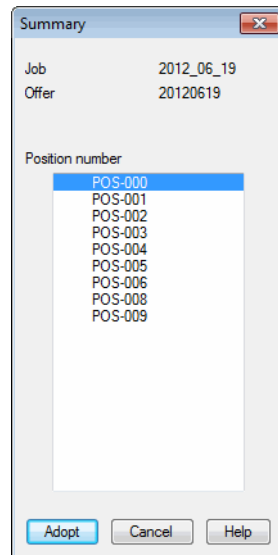 Summary
Job 2012_06_19
Offer 20120619
Position number
POS-000
POS-001
POS-002
POS-003
POS-004
POS-005
POS-006
POS-008
POS-009
Adopt Cancel Help